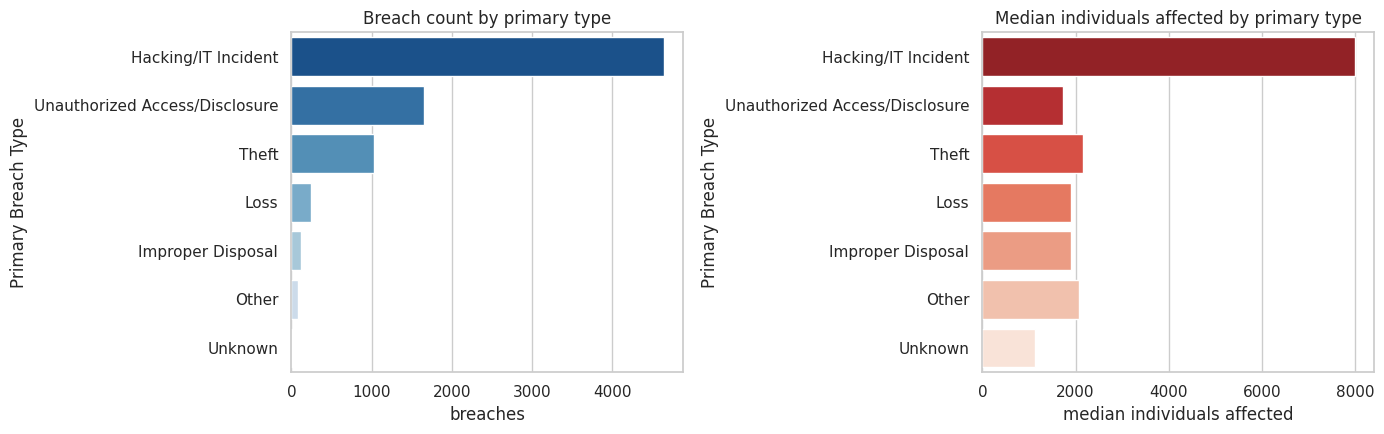 Breach count by primary type
Primary Breach Type
Hacking/IT Incident
Unauthorized Access/Disclosure
Theft
Loss
Improper Disposal
Other
Unknown
0 1000 2000 3000 4000
breaches
Median individuals affected by primary type
Primary Breach Type
Hacking/IT Incident
Unauthorized Access/Disclosure
Theft
Loss
Improper Disposal
Other
Unknown
0 2000 4000 6000 8000
median individuals affected